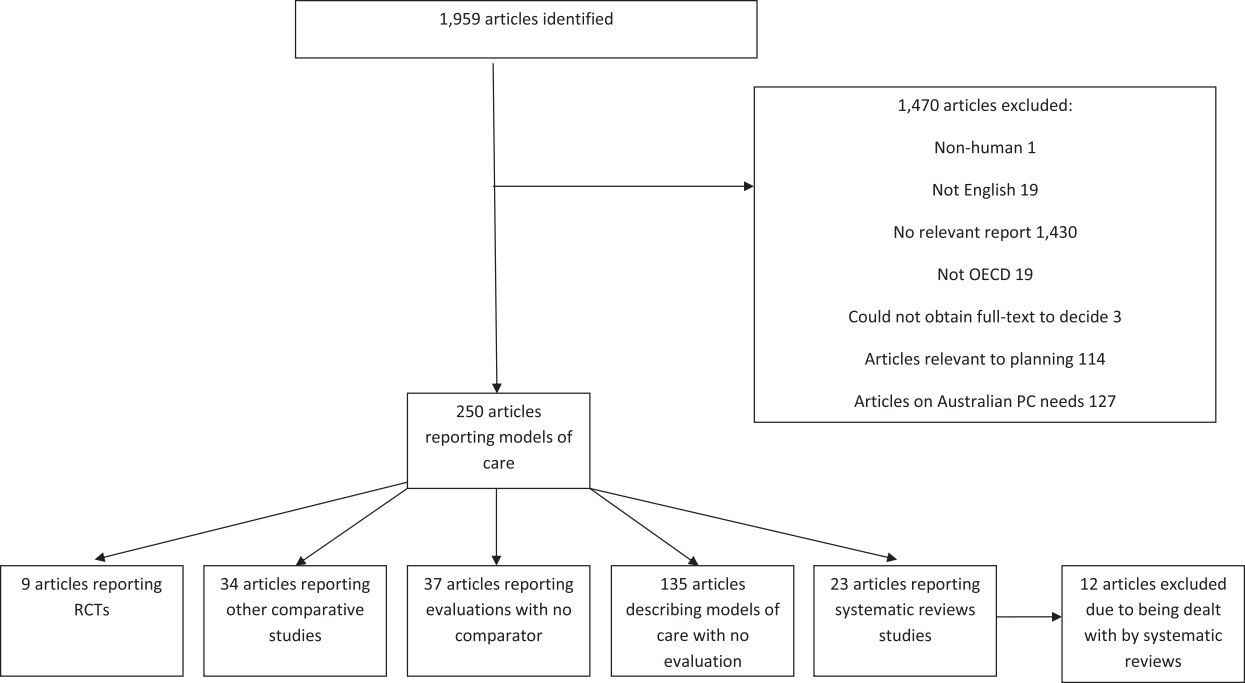 1,959 articles identified
1,470 articles excluded:
Non-human 1
Not English 19
No relevant report 1,430
Not OECD 19
Could not obtain full-text to decide 3
Articles relevant to planning 114
Articles on Australian PC needs 127
250 articles
reporting models of
care
9 articles reporting
RCTs
34 articles reporting
other comparative
studies
37 articles reporting
evaluations with no
comparator
135 articles
describing models of
care with no
evaluation
23 articles reporting
systematic reviews
studies
12 articles excluded
due to being dealt
with by systematic
reviews